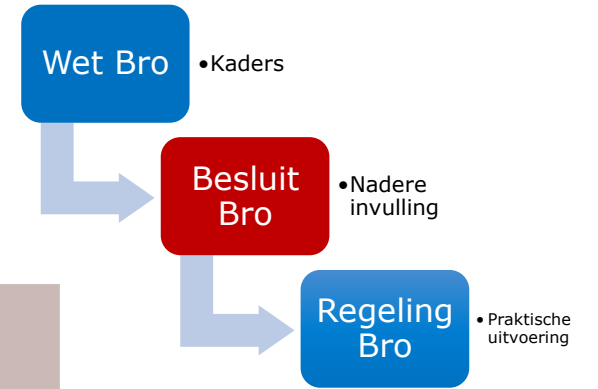 Wet Bro
•Kaders
Besluit
Bro
•Nadere
invulling
Regeling
Bro
•Praktische
uitvoering